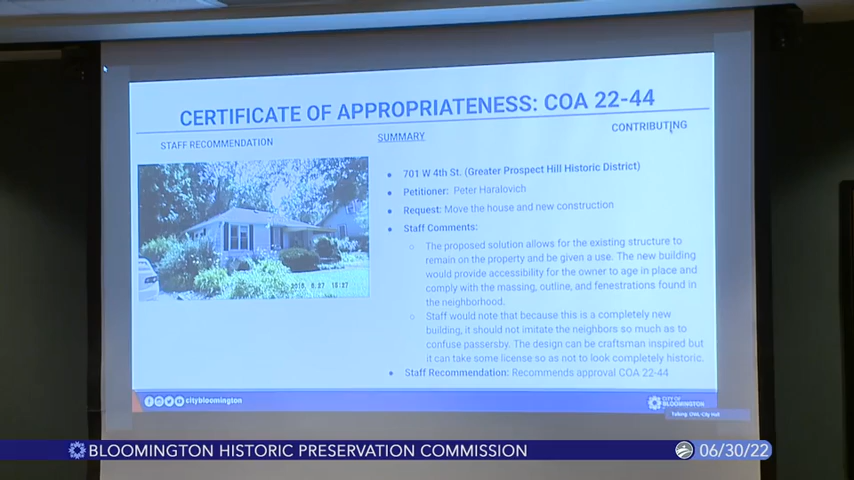 CERTIFICATE OF APPROPRIATENESS: COA 22-44
STAFF RECOMMENDATION
SUMMARY
CONTRIBUTING
701 W 4th St. (Greater Prospect Hill Historic District)
Petitioner: Peter Haralovich
Request: Move the house and new construction
Staff Comments:
The proposed solution allows for the existing structure to
remain on the property and be given a use. The new building
would provide accessibility for the owner to age in place and
comply with the massing, outline, and fenestrations found in
the neighborhood.
Staff would note that because this is a completely new
building, it should not imitate the neighbors so much as to
confuse passersby. The design can be craftsman inspired but
it can take some license so as not to look completely historic.
Staff Recommendation: Recommends approval COA 22-44
citybloomington
CITY OF
BLOOMINGTON
BLOOMINGTON HISTORIC PRESERVATION COMMISSION
06/30/22